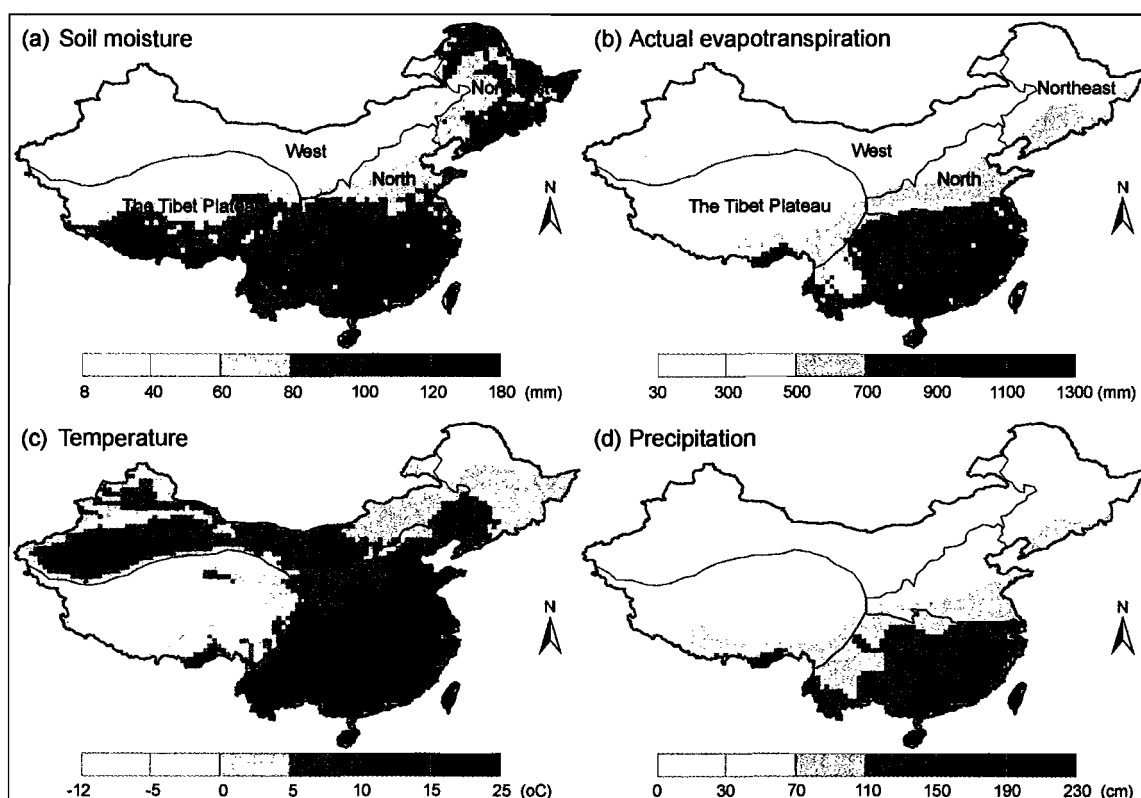 (a) Soil moisture
Northeast
West
North
The Tibet Plateau
N
8 40 60 80 100 120 180 (mm)
(b) Actual evapotranspiration
Northeast
West
North
The Tibet Plateau
N
30 300 500 700 900 1100 1300 (mm)
(c) Temperature
N
-12 -5 0 5 10 15 25 (oC)
(d) Precipitation
N
0 30 70 110 150 190 230 (cm)